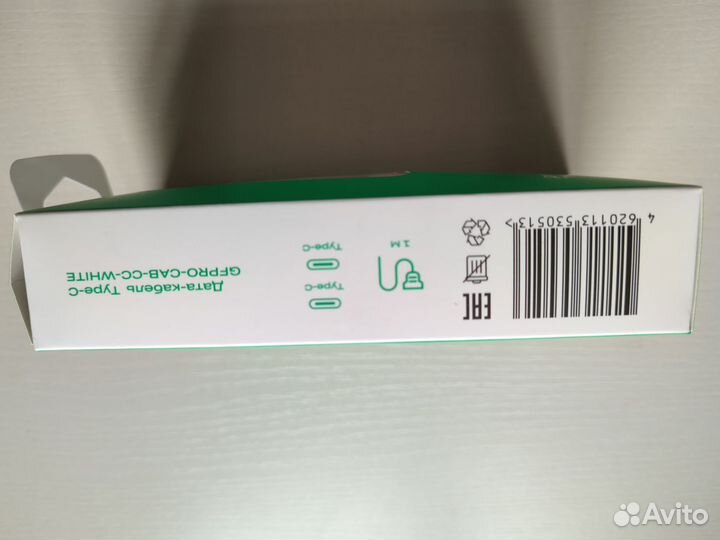 Дата-кабель Type-C
GFPRO-CAB-CC-WHITE
Type-C
Type-C
1 м
EAC
4 620113 530513 >
Avito